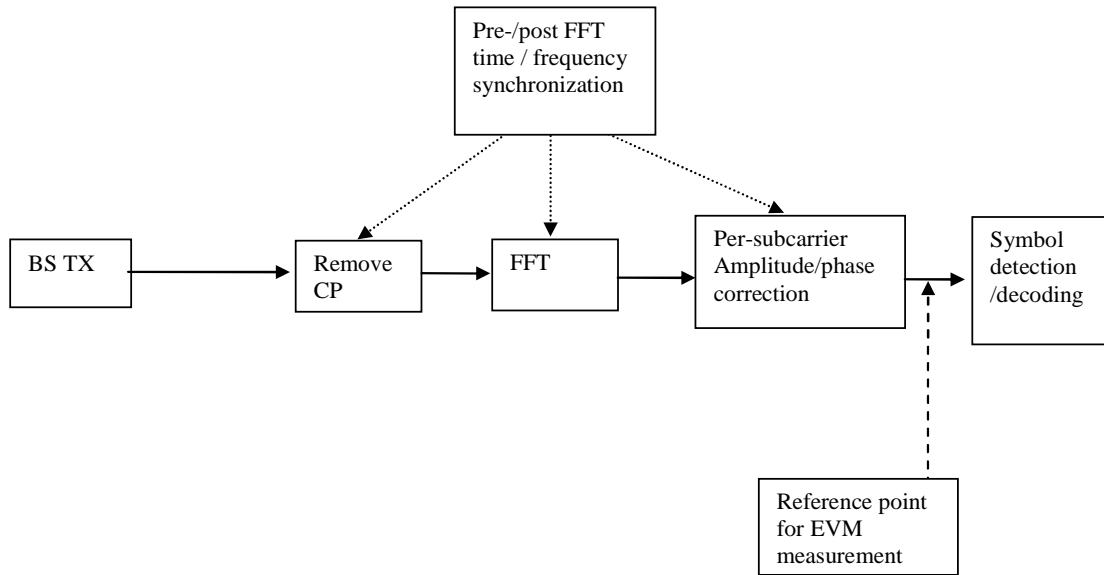 Pre-/post FFT
time / frequency
synchronization
BS TX
Remove
CP
FFT
Per-subcarrier
Amplitude/phase
correction
Symbol
detection
/decoding
Reference point
for EVM
measurement